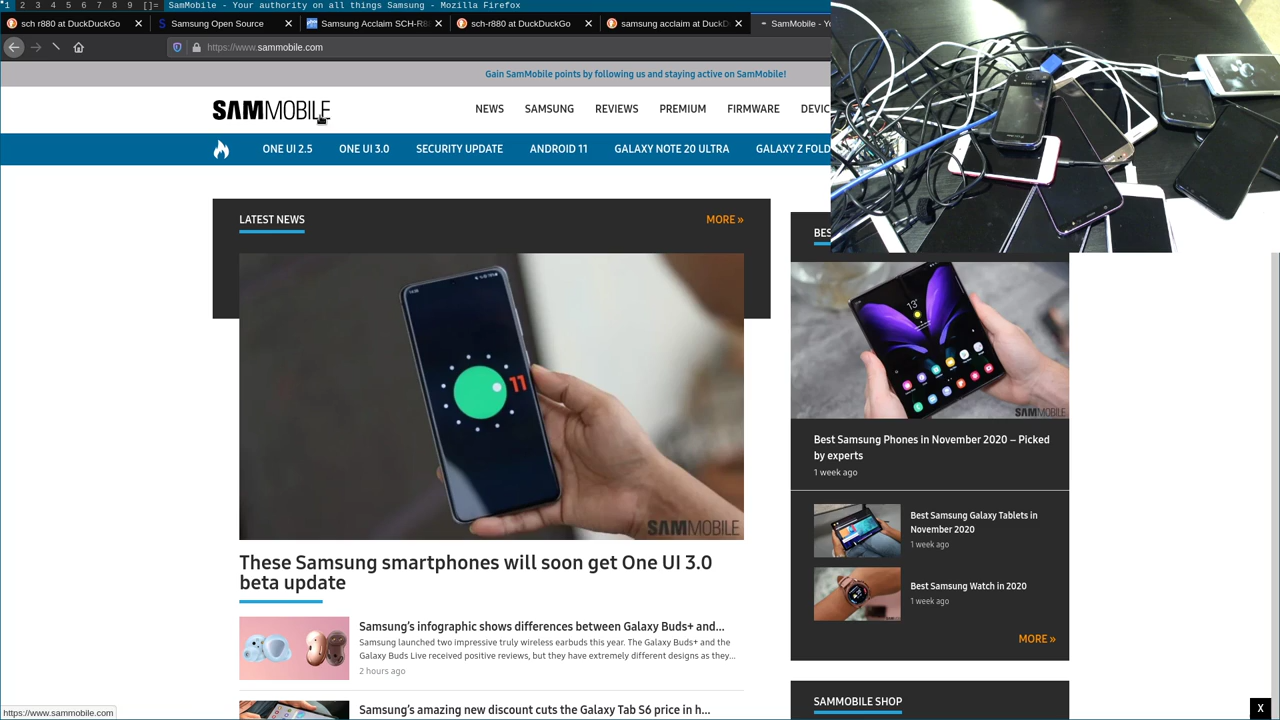 1 2 3 4 5 6 7 8 9 []= SamMobile - Your authority on all things Samsung - Mozilla Firefox
sch r880 at DuckDuckGo
Samsung Open Source
Samsung Acclaim SCH-R8
sch-r880 at DuckDuckGo
samsung acclaim at DuckD
SamMobile - Yo
https://www.sammobile.com
Gain SamMobile points by following us and staying active on SamMobile!
SAMMOBILE
NEWS SAMSUNG REVIEWS PREMIUM FIRMWARE DEVIC
ONE UI 2.5 ONE UI 3.0 SECURITY UPDATE ANDROID 11 GALAXY NOTE 20 ULTRA GALAXY Z FOLD
LATEST NEWS
MORE »
11
SAMMOBILE
These Samsung smartphones will soon get One UI 3.0
beta update
Samsung's infographic shows differences between Galaxy Buds+ and...
Samsung launched two impressive truly wireless earbuds this year. The Galaxy Buds+ and the
Galaxy Buds Live received positive reviews, but they have extremely different designs as they...
2 hours ago
Samsung's amazing new discount cuts the Galaxy Tab S6 price in h...
BES
13°
SAMMOBILE
Best Samsung Phones in November 2020 – Picked
by experts
1 week ago
Best Samsung Galaxy Tablets in
November 2020
1 week ago
Best Samsung Watch in 2020
1 week ago
MORE »
SAMMOBILE SHOP
X
https://www.sammobile.com